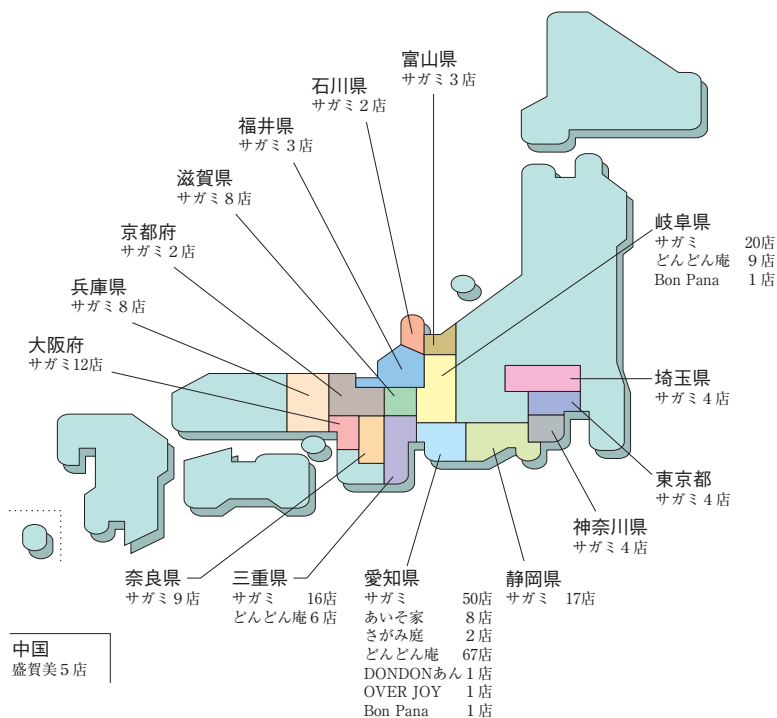 富山県
サガミ3店
石川県
サガミ2店
福井県
サガミ3店
滋賀県
サガミ8店
京都府
サガミ2店
兵庫県
サガミ8店
大阪府
サガミ12店
岐阜県
サガミ 20店
どんどん庵 9店
Bon Pana 1店
埼玉県
サガミ4店
東京都
サガミ4店
神奈川県
サガミ4店
静岡県
サガミ 17店
愛知県
サガミ 50店
あいそ家 8店
さがみ庭 2店
どんどん庵 67店
DONDONあん1店
OVER JOY 1店
Bon Pana 1店
三重県
サガミ 16店
どんどん庵6店
奈良県
サガミ9店
中国
盛賀美5店